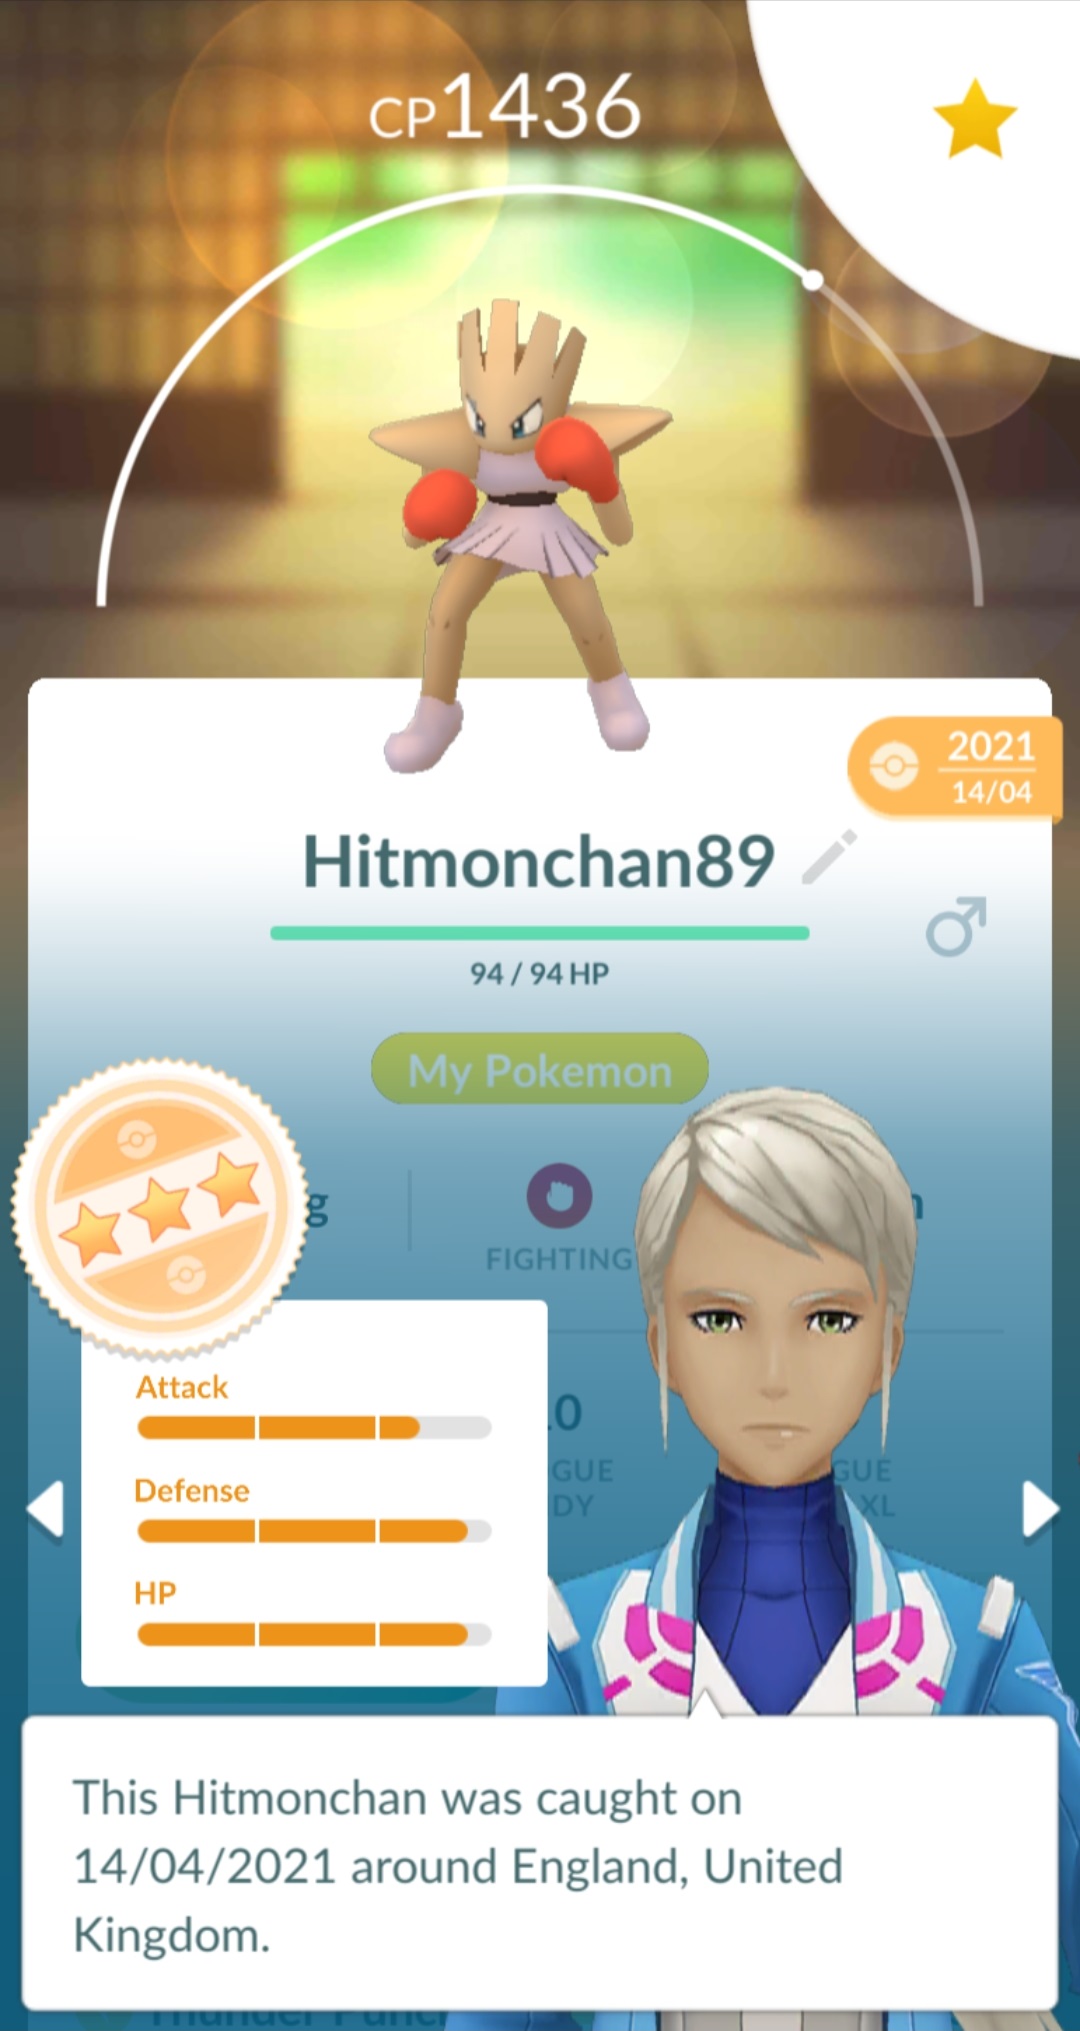 CP1436
2021
14/04
Hitmonchan89
94 / 94 HP
My Pokemon
FIGHTING
Attack
Defense
HP
This Hitmonchan was caught on
14/04/2021 around England, United
Kingdom.